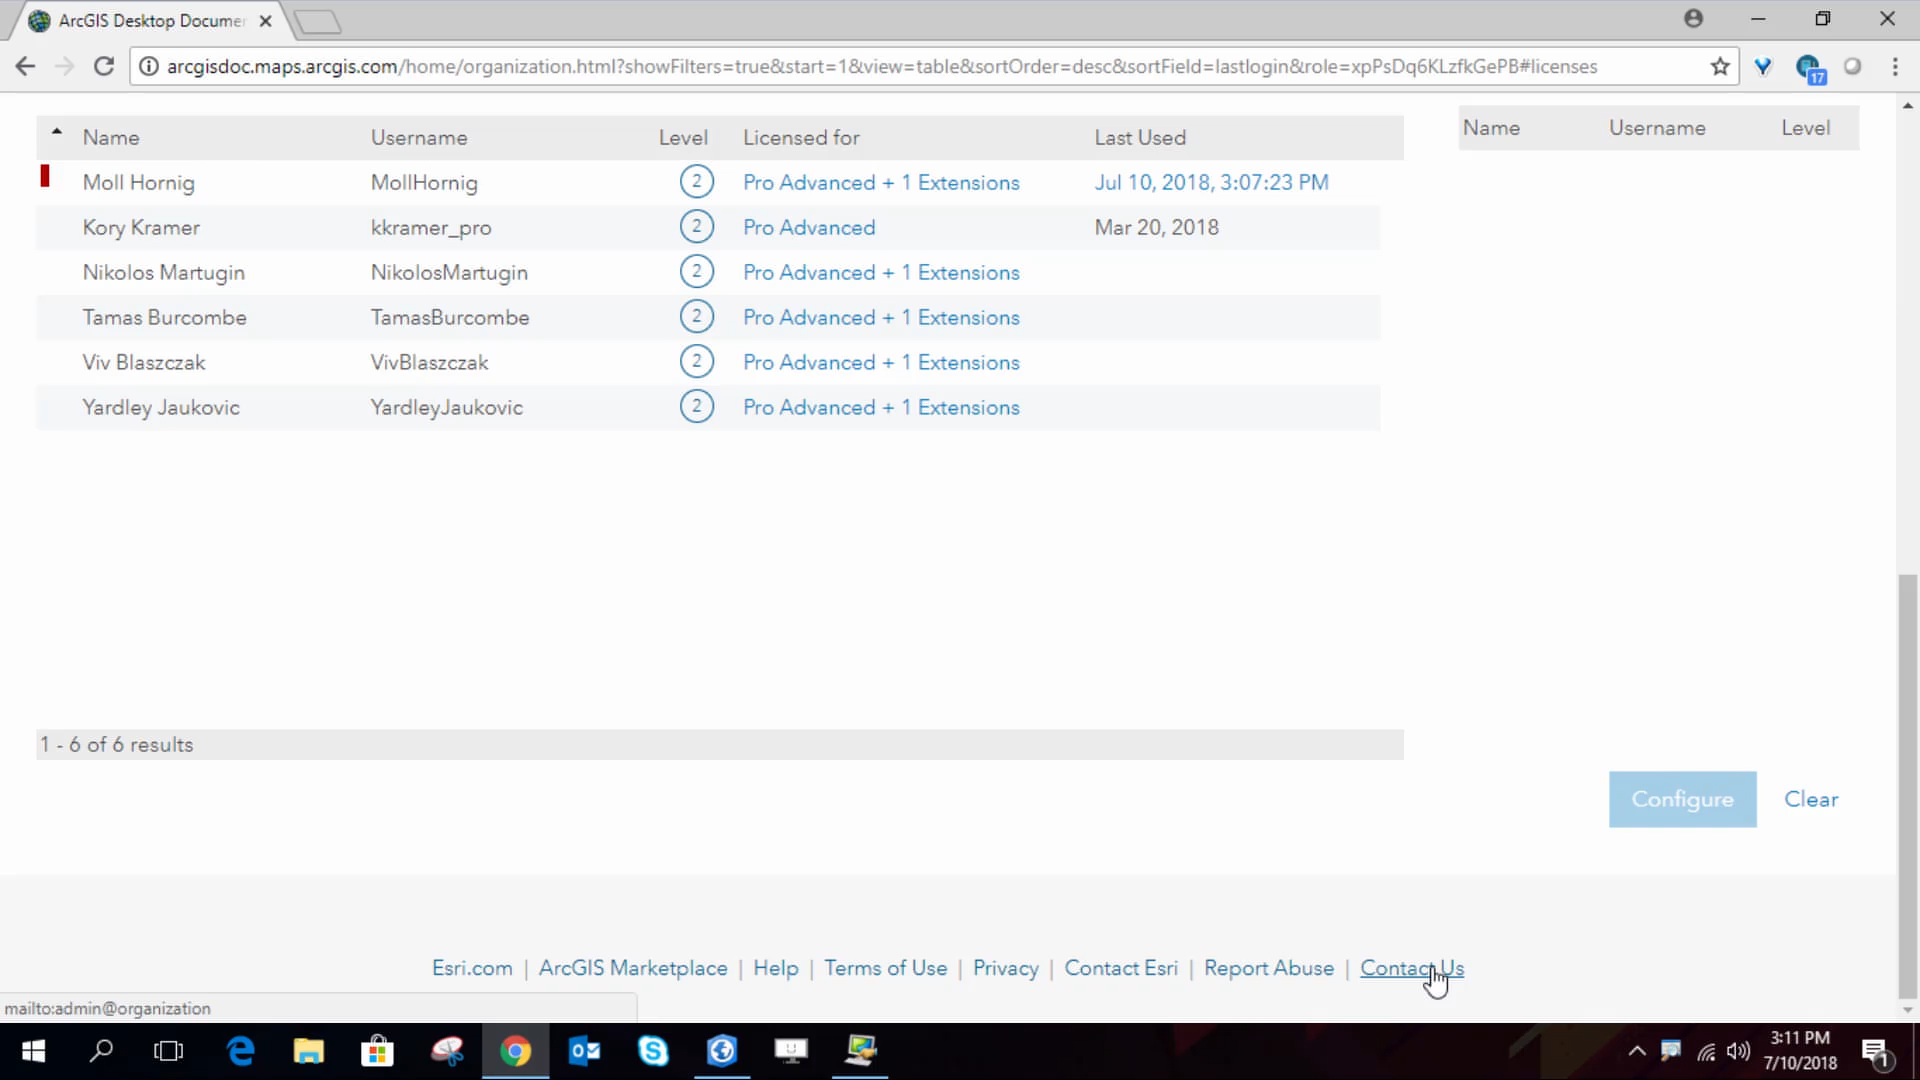 ArcGIS Desktop Documen
arcgisdoc.maps.arcgis.com/home/organization.html?showFilters=true&start=1&view=table&sortOrder=desc&sortField=lastlogin&role=xpPsDq6KLzfkGePB#licenses
17
Name Username Level Licensed for Last Used
Name Username Level
Moll Hornig MollHornig 2 Pro Advanced + 1 Extensions Jul 10, 2018, 3:07:23 PM
Kory Kramer kkramer_pro 2 Pro Advanced Mar 20, 2018
Nikolos Martugin NikolosMartugin 2 Pro Advanced + 1 Extensions
Tamas Burcombe TamasBurcombe 2 Pro Advanced + 1 Extensions
Viv Blaszczak VivBlaszczak 2 Pro Advanced + 1 Extensions
Yardley Jaukovic YardleyJaukovic 2 Pro Advanced + 1 Extensions
1 - 6 of 6 results
Configure Clear
Esri.com | ArcGIS Marketplace | Help | Terms of Use | Privacy | Contact Esri | Report Abuse | Contact Us
mailto:admin@organization
3:11 PM
7/10/2018
1